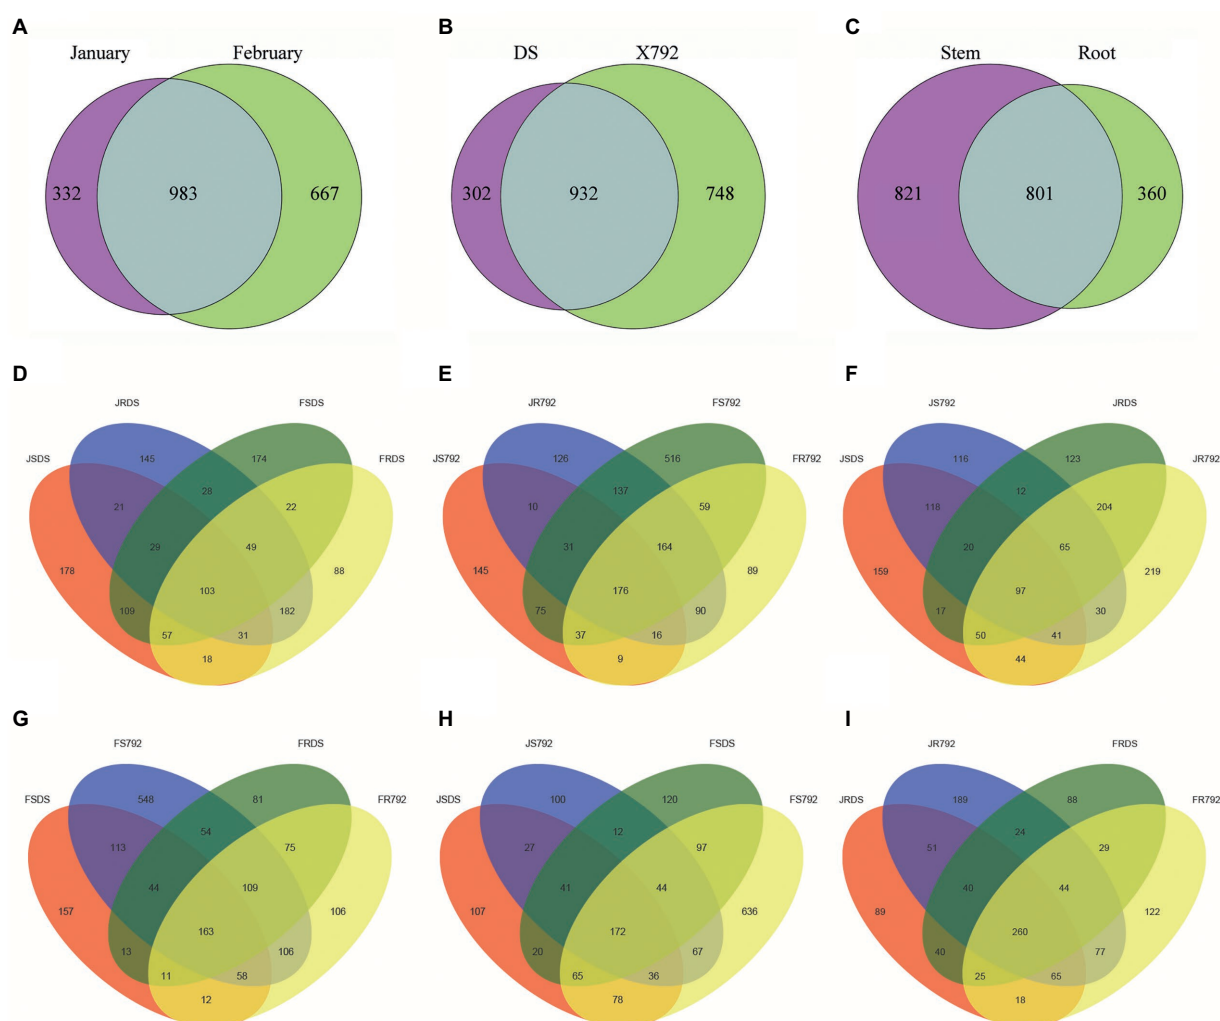 A B C
January February DS X792 Stem Root
332 983 667 302 932 748 821 801 360
D E F
JRDS FSDS JR792 FS792 JS792 JRDS
JSDS FRDS JS792 FR792 JSDS JR792
145 174 126 516 116 123
28 137 12
21 22 10 59 118 204
29 49 31 164 20 65
178 88 145 89 159 219
103 176 97
109 182 75 90 17 30
57 31 37 16 50 41
18 9 44
G H I
FS792 FRDS JS792 FSDS JR792 FRDS
FSDS FR792 JSDS FS792 JRDS FR792
548 81 100 120 189 88
54 12 24
113 75 27 97 51 29
44 109 41 44 40 44
157 106 107 636 89 122
163 172 260
13 106 20 67 40 77
11 58 65 36 25 65
12 78 18